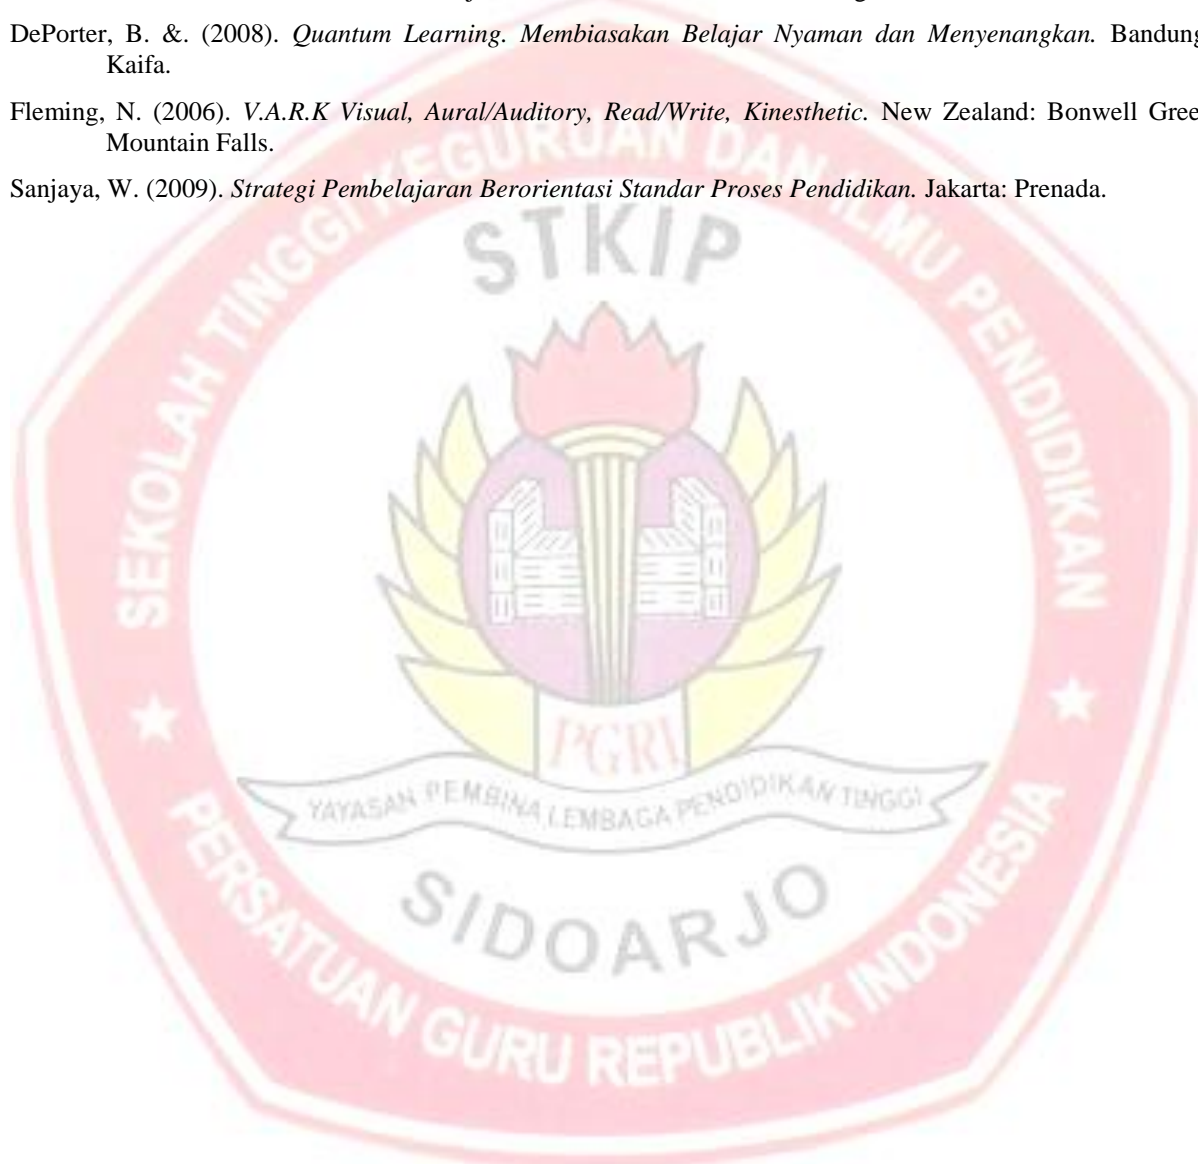 DePorter, B. &. (2008). Quantum Learning. Membiasakan Belajar Nyaman dan Menyenangkan. Bandung
Kaifa.
Fleming, N. (2006). V.A.R.K Visual, Aural/Auditory, Read/Write, Kinesthetic. New Zealand: Bonwell Gree
Mountain Falls.
Sanjaya, W. (2009). Strategi Pembelajaran Berorientasi Standar Proses Pendidikan. Jakarta: Prenada.
SEKOLAH TINGGI KEGURUAN DAN ILMU PENDIDIKAN
STKIP
PGRI
YAYASAN PEMBINA LEMBAGA PENDIDIKAN TINGGI
SIDOARJO
PERSATUAN GURU REPUBLIK INDONESIA